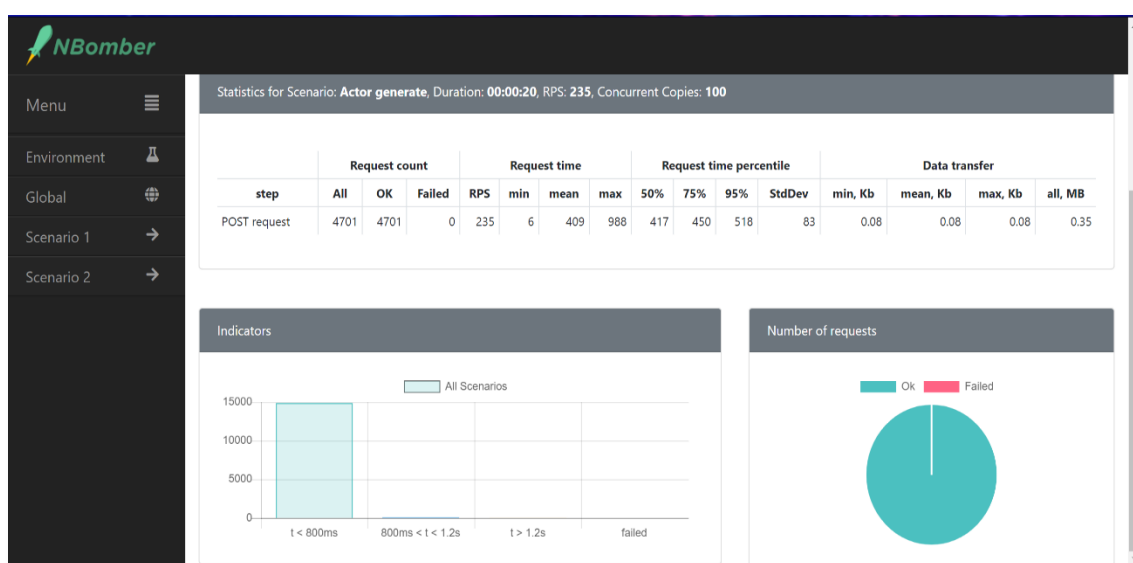 NBomber
Menu
Environment
Global
Scenario 1
Scenario 2
Statistics for Scenario: Actor generate, Duration: 00:00:20, RPS: 235, Concurrent Copies: 100
Request count Request time Request time percentile Data transfer
step All OK Failed RPS min mean max 50% 75% 95% StdDev min, Kb mean, Kb max, Kb all, MB
POST request 4701 4701 0 235 6 409 988 417 450 518 83 0.08 0.08 0.08 0.35
Indicators
All Scenarios
15000
10000
5000
0
t < 800ms 800ms < t < 1.2s t > 1.2s failed
Number of requests
Ok Failed